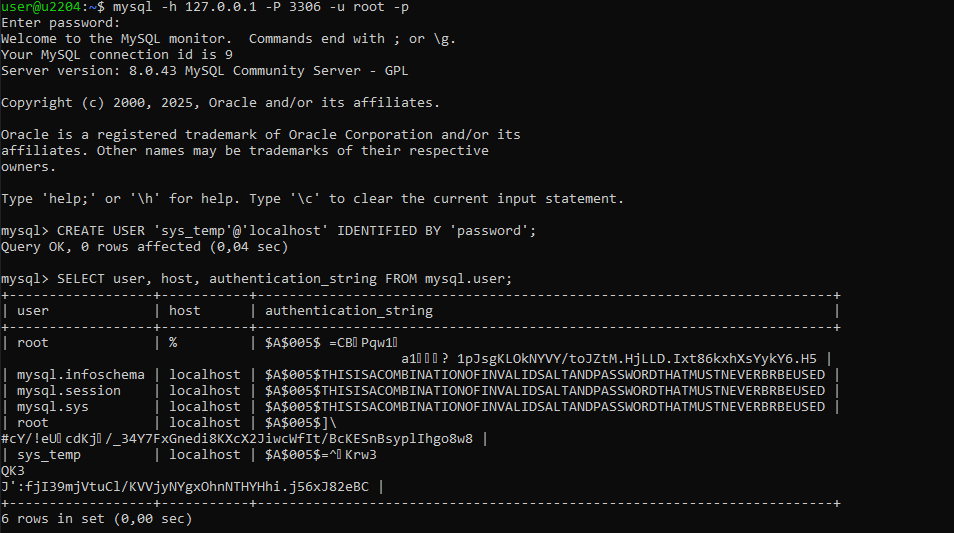 user@u2204:~$ mysql -h 127.0.0.1 -P 3306 -u root -p
Enter password:
Welcome to the MySQL monitor.  Commands end with ; or \g.
Your MySQL connection id is 9
Server version: 8.0.43 MySQL Community Server - GPL

Copyright (c) 2000, 2025, Oracle and/or its affiliates.

Oracle is a registered trademark of Oracle Corporation and/or its
affiliates. Other names may be trademarks of their respective
owners.

Type 'help;' or '\h' for help. Type '\c' to clear the current input statement.

mysql> CREATE USER 'sys_temp'@'localhost' IDENTIFIED BY 'password';
Query OK, 0 rows affected (0,04 sec)

mysql> SELECT user, host, authentication_string FROM mysql.user;
+------------------+-----------+------------------------------------------------------------------------+
| user             | host      | authentication_string                                                  |
+------------------+-----------+------------------------------------------------------------------------+
| root             | % | $A$005$ =CB▯Pqw1▯
a1▯▯▯? 1pJsgKLOkNYVY/toJZtM.HjLLD.Ixt86kxhXsYykY6.H5 |
| mysql.infoschema | localhost | $A$005$THISISACOMBINATIONOFINVALIDSALTANDPASSWORDTHATMUSTNEVERBRBEUSED |
| mysql.session    | localhost | $A$005$THISISACOMBINATIONOFINVALIDSALTANDPASSWORDTHATMUSTNEVERBRBEUSED |
| mysql.sys        | localhost | $A$005$THISISACOMBINATIONOFINVALIDSALTANDPASSWORDTHATMUSTNEVERBRBEUSED |
| root             | localhost | $A$005$]\
#cY/!eU▯cdKj▯/_34Y7FxGnedi8KXcX2JiwcWfIt/BcKESnBsyplIhgo8w8 |
| sys_temp         | localhost | $A$005$=^▯Krw3
QK3
J':fjI39mjVtuCl/KVVjyNYgxOhnNTHYHhi.j56xJ82eBC |
+------------------+-----------+------------------------------------------------------------------------+
6 rows in set (0,00 sec)